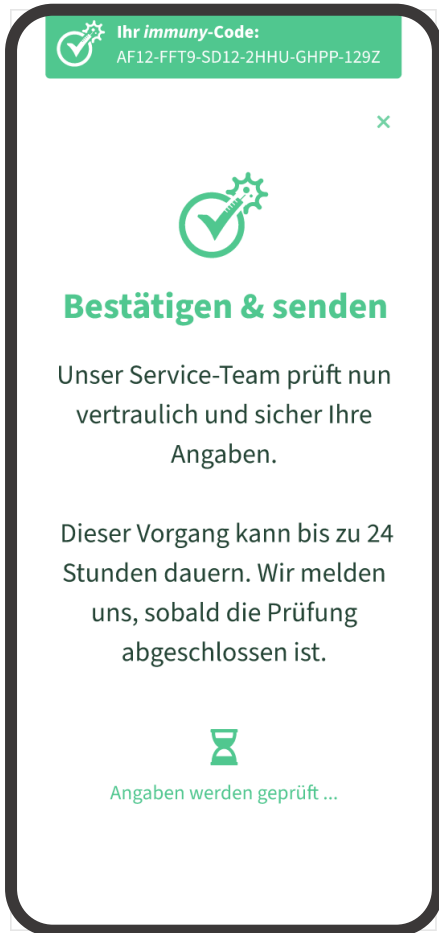 Ihr immuny-Code:
AF12-FFT9-SD12-2HHU-GHPP-129Z
×
Bestätigen & senden
Unser Service-Team prüft nun
vertraulich und sicher Ihre
Angaben.
Dieser Vorgang kann bis zu 24
Stunden dauern. Wir melden
uns, sobald die Prüfung
abgeschlossen ist.
Angaben werden geprüft ...